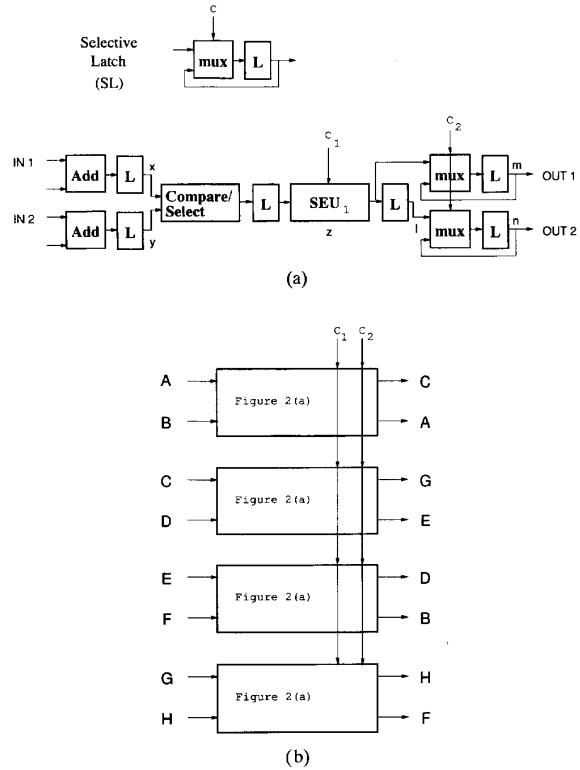 C
Selective
Latch
(SL)
mux
L
C1
C2
IN 1
Add
L
x
Compare/
Select
L
SEU1
z
L
l
mux
L
m
OUT 1
IN 2
Add
L
y
mux
L
n
OUT 2
(a)
C1
C2
A
B
Figure 2(a)
C
A
C
D
Figure 2(a)
G
E
E
F
Figure 2(a)
D
B
G
H
Figure 2(a)
H
F
(b)